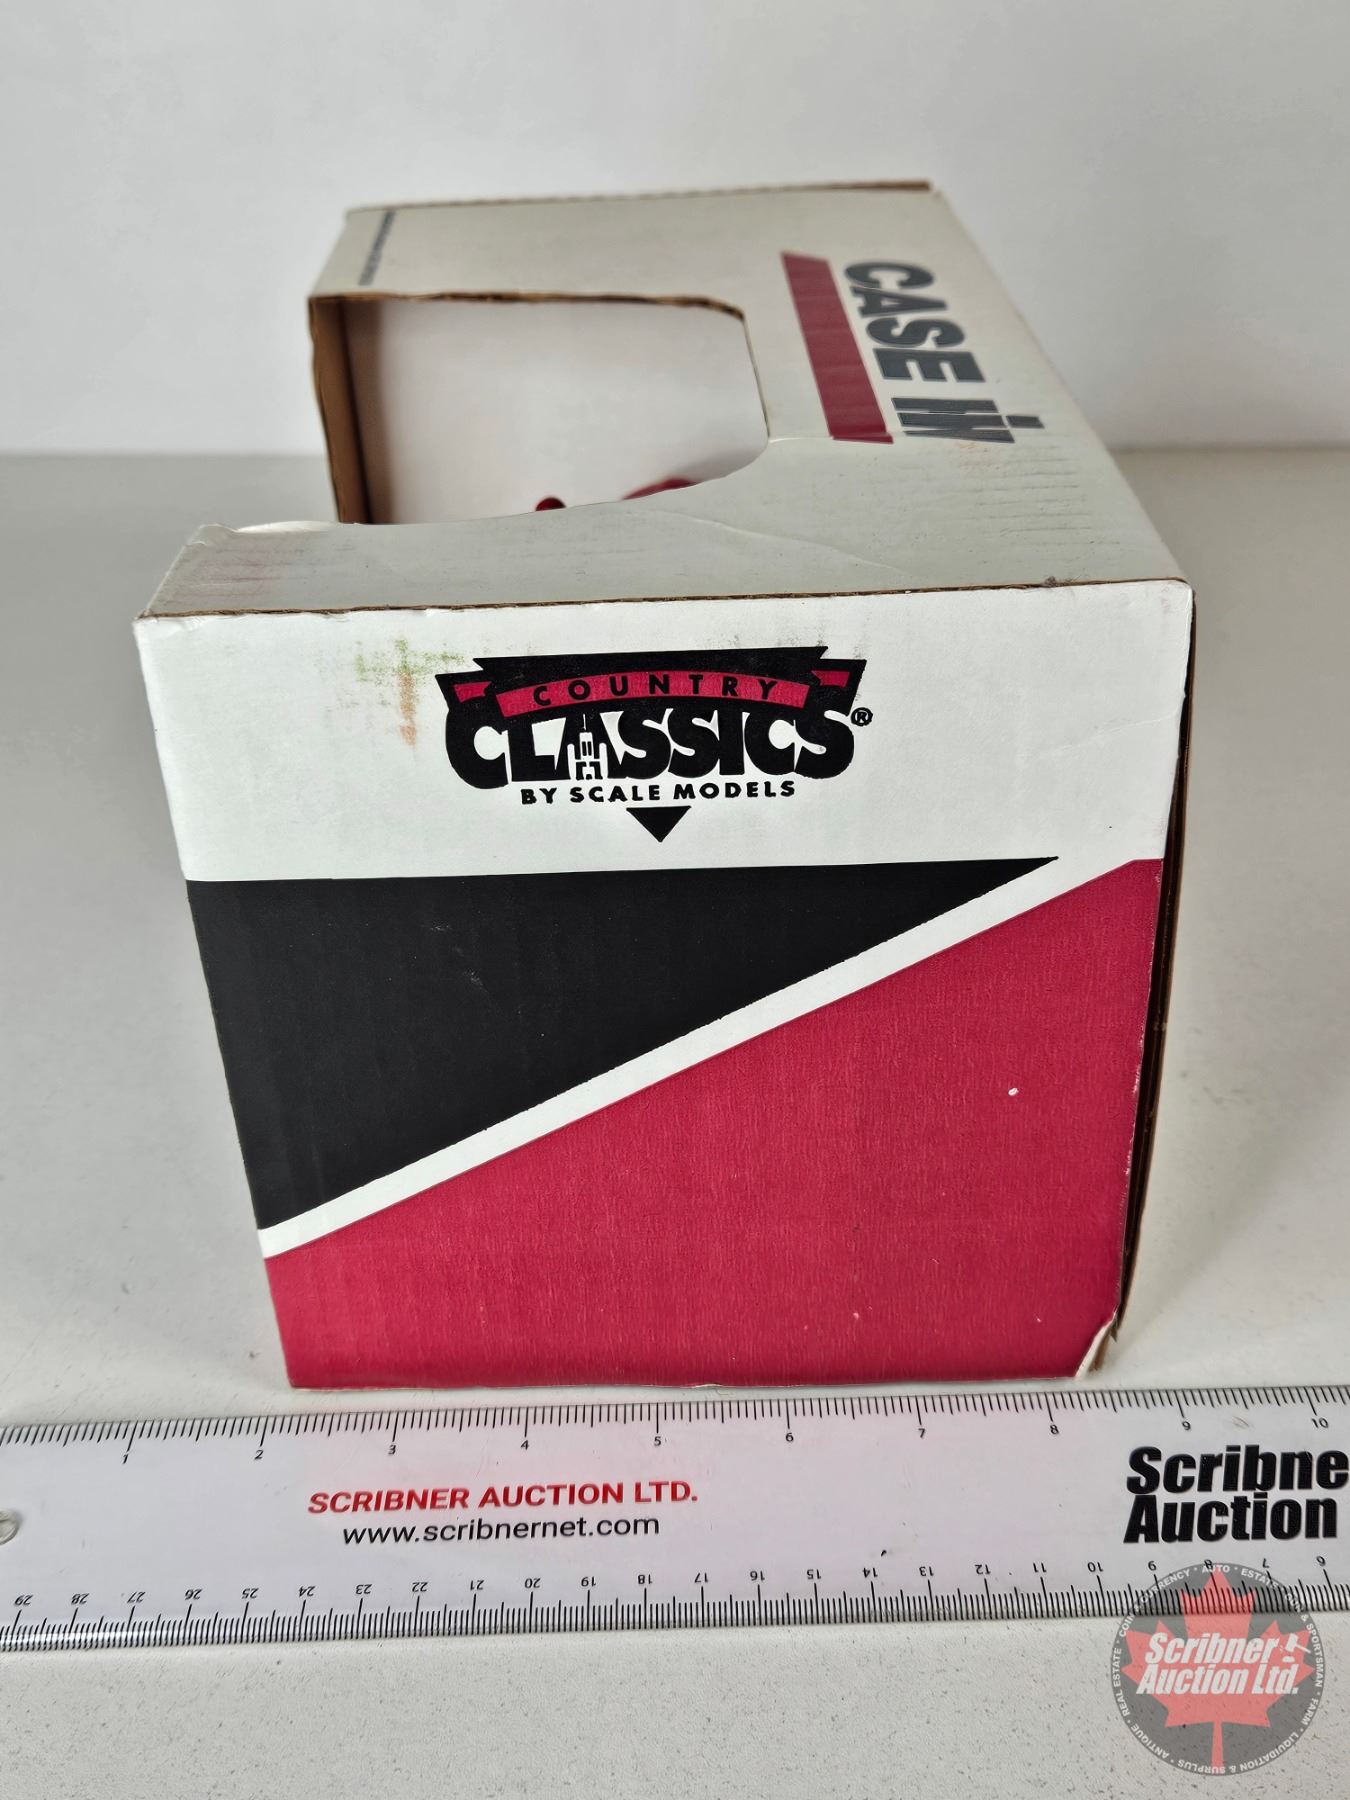 CASE IH
COUNTRY
CLASSICS®
BY SCALE MODELS
1 2 3 4 5 6 7 8 9 10
SCRIBNER AUCTION LTD.
www.scribnernet.com
Scribne
Auction
29 28 27 26 25 24 23 22 21 20 19 18 17 16 15 14 13 12 11 10 9 8 7 6
Scribner
Auction Ltd.